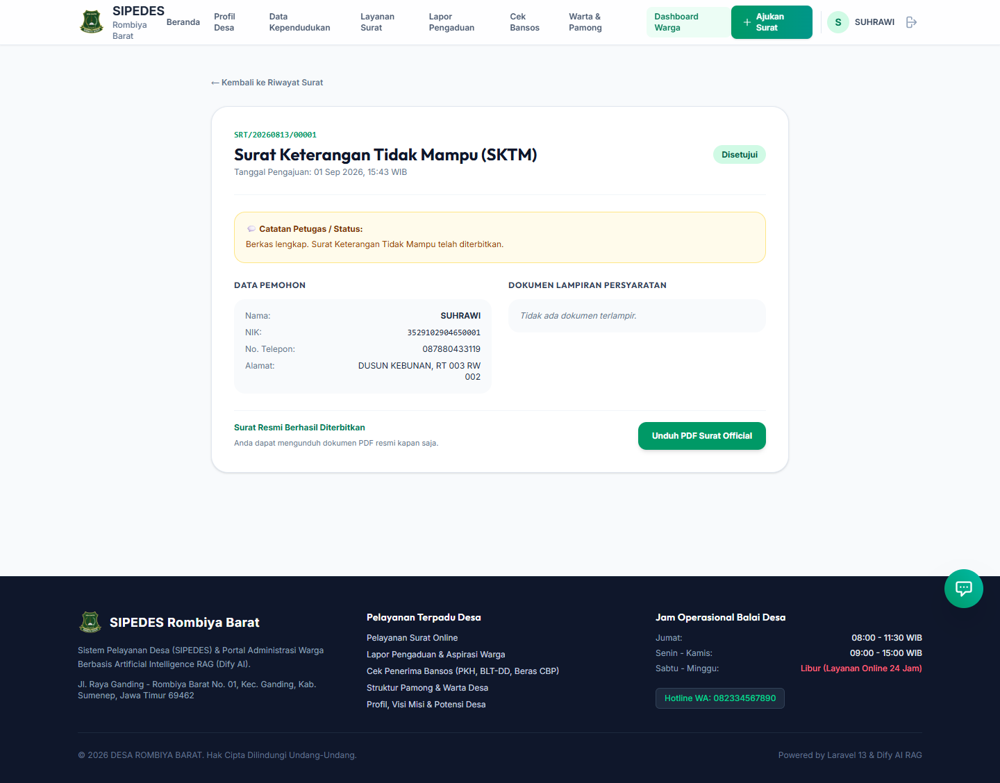 SIPEDES
Rombiya
Barat
Beranda
Profil
Desa
Data
Kependudukan
Layanan
Surat
Lapor
Pengaduan
Cek
Bansos
Warta &
Pamong
Dashboard
Warga
+ Ajukan
Surat
S
SUHRAWI
← Kembali ke Riwayat Surat
SRT/20260813/00001
Surat Keterangan Tidak Mampu (SKTM)
Disetujui
Tanggal Pengajuan: 01 Sep 2026, 15:43 WIB
Catatan Petugas / Status:
Berkas lengkap. Surat Keterangan Tidak Mampu telah diterbitkan.
DATA PEMOHON
Nama: SUHRAWI
NIK: 3529102904650001
No. Telepon: 087880433119
Alamat: DUSUN KEBUNAN, RT 003 RW
002
DOKUMEN LAMPIRAN PERSYARATAN
Tidak ada dokumen terlampir.
Surat Resmi Berhasil Diterbitkan
Anda dapat mengunduh dokumen PDF resmi kapan saja.
Unduh PDF Surat Official
SIPEDES Rombiya Barat
Sistem Pelayanan Desa (SIPEDES) & Portal Administrasi Warga
Berbasis Artificial Intelligence RAG (Dify AI).
Jl. Raya Ganding - Rombiya Barat No. 01, Kec. Ganding, Kab.
Sumenep, Jawa Timur 69462
Pelayanan Terpadu Desa
Pelayanan Surat Online
Lapor Pengaduan & Aspirasi Warga
Cek Penerima Bansos (PKH, BLT-DD, Beras CBP)
Struktur Pamong & Warta Desa
Profil, Visi Misi & Potensi Desa
Jam Operasional Balai Desa
Jumat: 08:00 - 11:30 WIB
Senin - Kamis: 09:00 - 15:00 WIB
Sabtu - Minggu: Libur (Layanan Online 24 Jam)
Hotline WA: 082334567890
© 2026 DESA ROMBIYA BARAT. Hak Cipta Dilindungi Undang-Undang.
Powered by Laravel 13 & Dify AI RAG